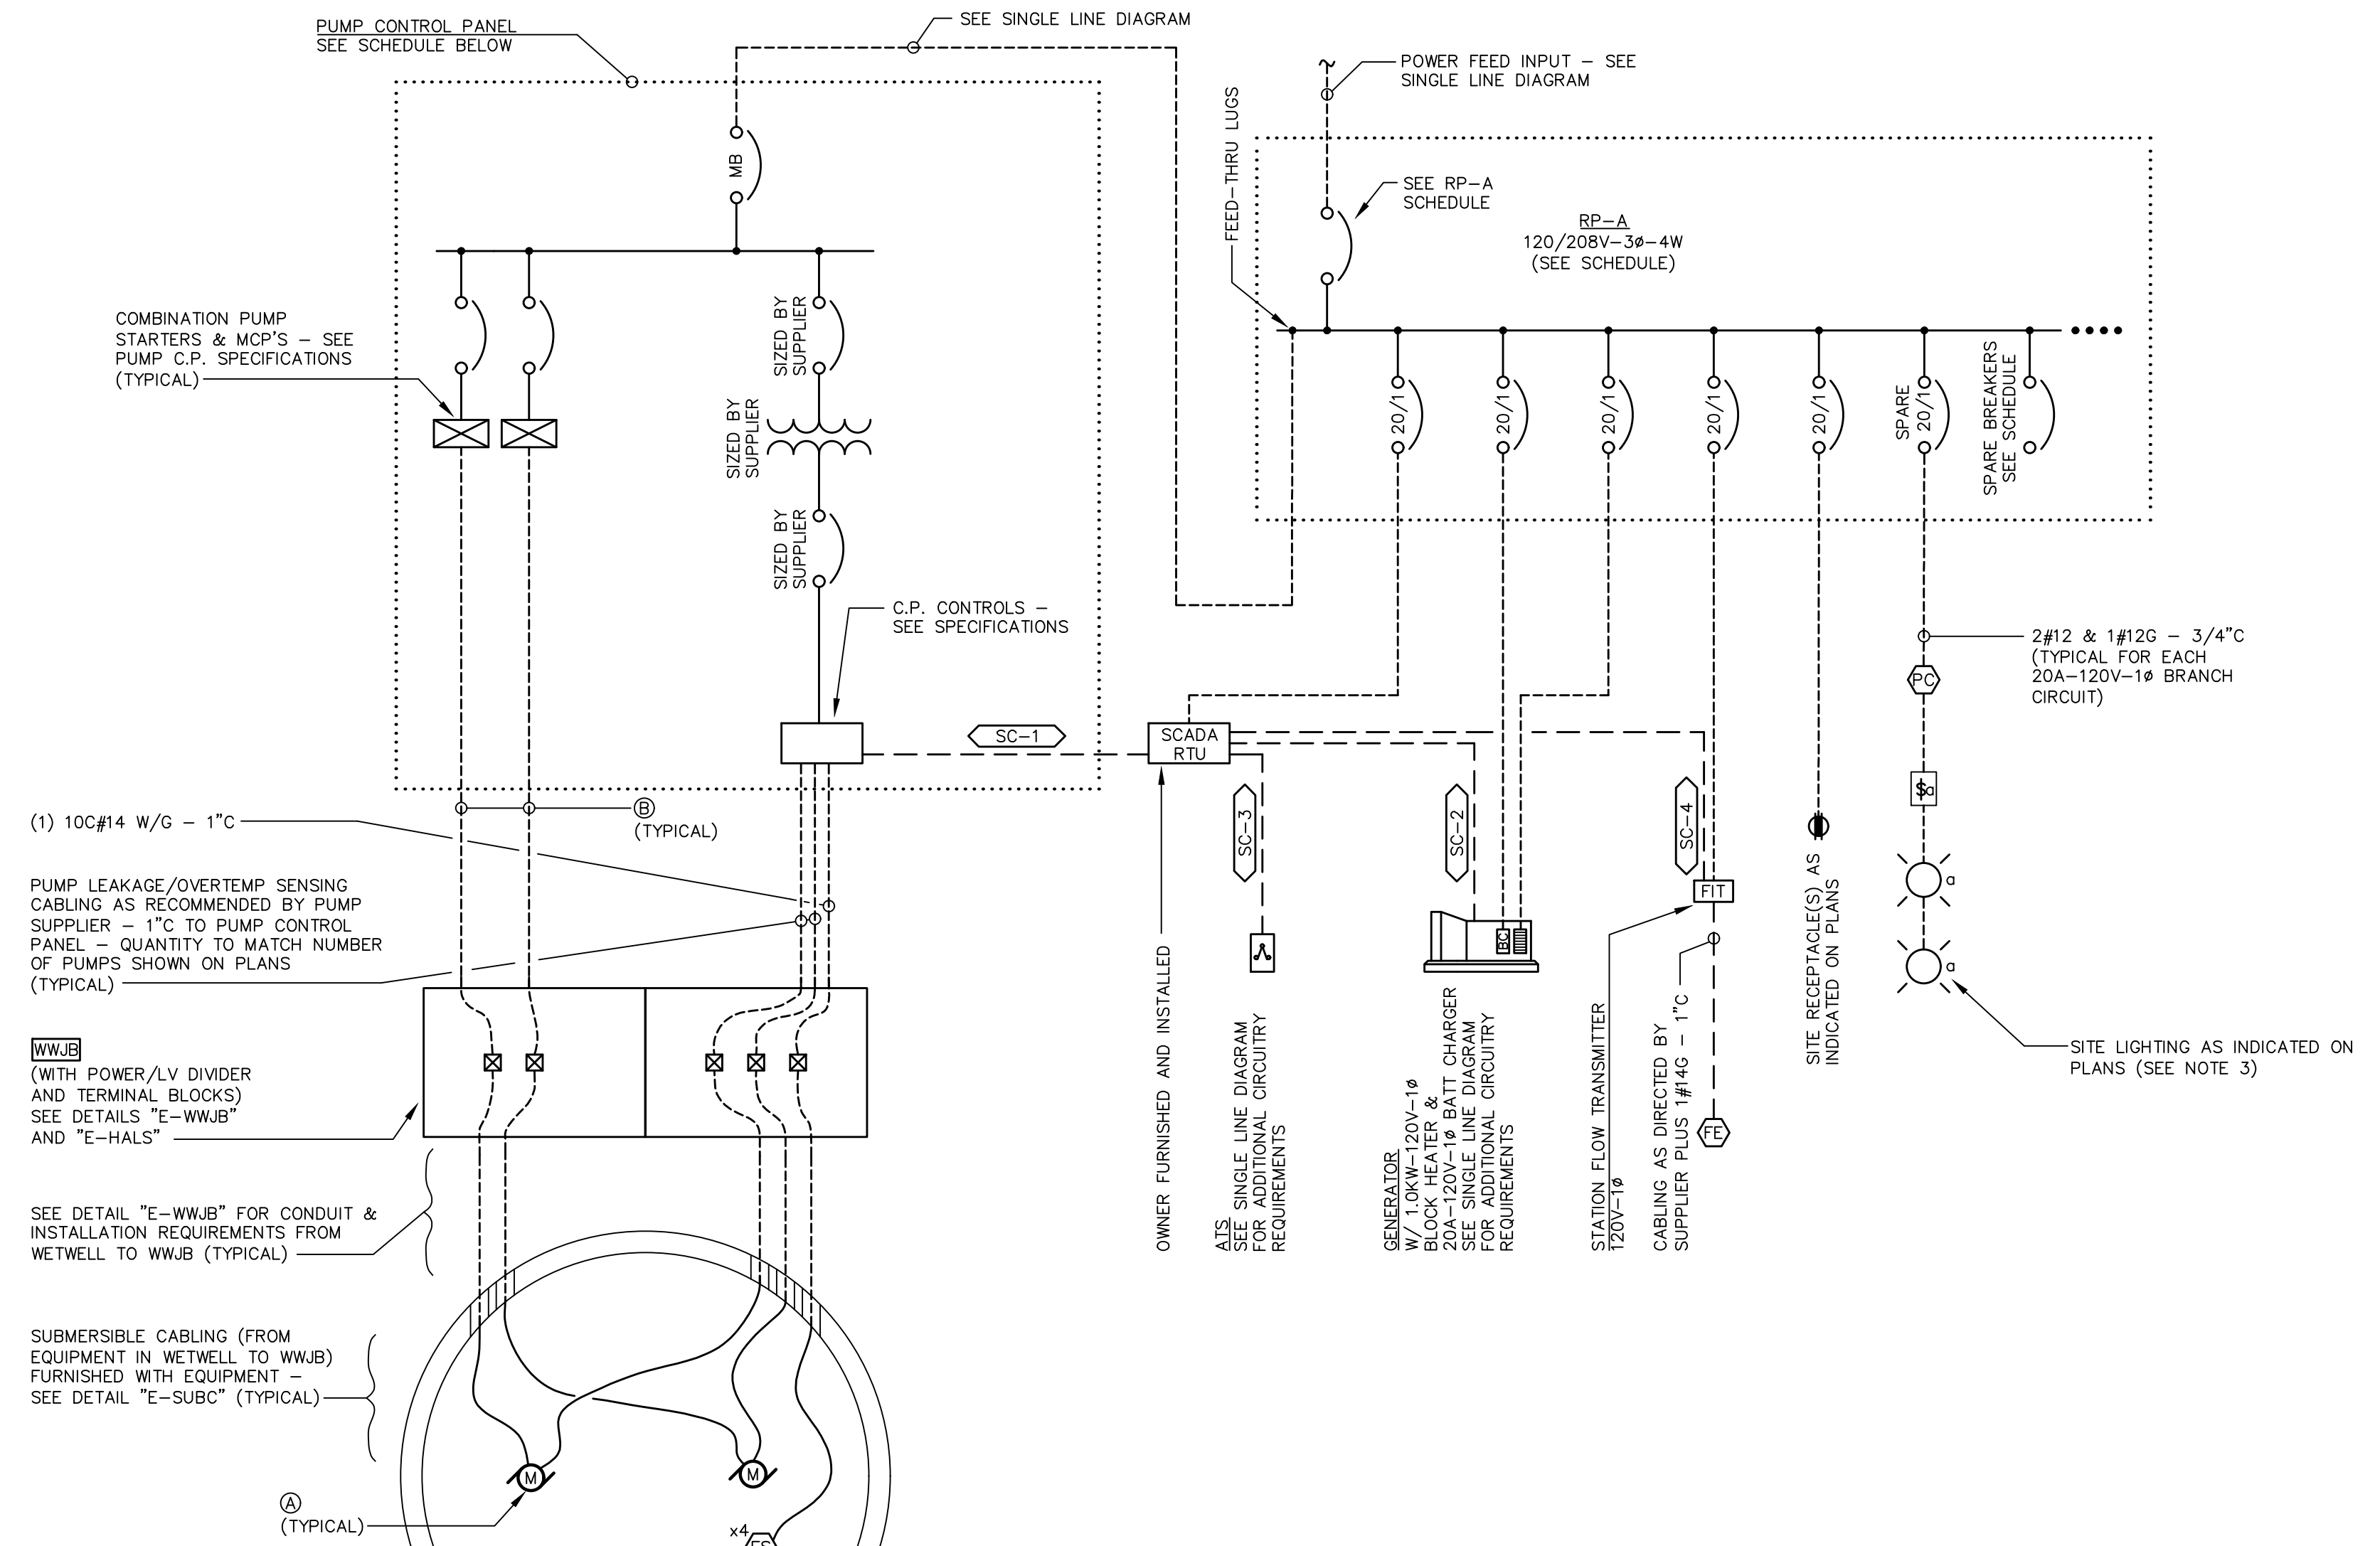 PUMP CONTROL PANEL
SEE SCHEDULE BELOW
SEE SINGLE LINE DIAGRAM
POWER FEED INPUT – SEE
SINGLE LINE DIAGRAM
FEED–THRU LUGS
MB
SEE RP–A
SCHEDULE
RP–A
120/208V–3ø–4W
(SEE SCHEDULE)
COMBINATION PUMP
STARTERS & MCP'S – SEE
PUMP C.P. SPECIFICATIONS
(TYPICAL)
SIZED BY
SUPPLIER
SIZED BY
SUPPLIER
SIZED BY
SUPPLIER
20/1
20/1
20/1
20/1
20/1
SPARE
20/1
SPARE BREAKERS
SEE SCHEDULE
C.P. CONTROLS –
SEE SPECIFICATIONS
2#12 & 1#12G – 3/4"C
(TYPICAL FOR EACH
20A–120V–1ø BRANCH
CIRCUIT)
PC
SC–1
SCADA
RTU
$a
(1) 10C#14 W/G – 1"C
B
(TYPICAL)
SC–3
SC–2
SC–4
FIT
a
a
PUMP LEAKAGE/OVERTEMP SENSING
CABLING AS RECOMMENDED BY PUMP
SUPPLIER – 1"C TO PUMP CONTROL
PANEL – QUANTITY TO MATCH NUMBER
OF PUMPS SHOWN ON PLANS
(TYPICAL)
BC
WWJB
(WITH POWER/LV DIVIDER
AND TERMINAL BLOCKS)
SEE DETAILS "E–WWJB"
AND "E–HALS"
OWNER FURNISHED AND INSTALLED
ATS
SEE SINGLE LINE DIAGRAM
FOR ADDITIONAL CIRCUITRY
REQUIREMENTS
GENERATOR
W/ 1.0KW–120V–1ø
BLOCK HEATER &
20A–120V–1ø BATT CHARGER
SEE SINGLE LINE DIAGRAM
FOR ADDITIONAL CIRCUITRY
REQUIREMENTS
STATION FLOW TRANSMITTER
120V–1ø
CABLING AS DIRECTED BY
SUPPLIER PLUS 1#14G – 1"C
FE
SITE RECEPTACLE(S) AS
INDICATED ON PLANS
SITE LIGHTING AS INDICATED ON
PLANS (SEE NOTE 3)
SEE DETAIL "E–WWJB" FOR CONDUIT &
INSTALLATION REQUIREMENTS FROM
WETWELL TO WWJB (TYPICAL)
SUBMERSIBLE CABLING (FROM
EQUIPMENT IN WETWELL TO WWJB)
FURNISHED WITH EQUIPMENT –
SEE DETAIL "E–SUBC" (TYPICAL)
M
M
A
(TYPICAL)
x4